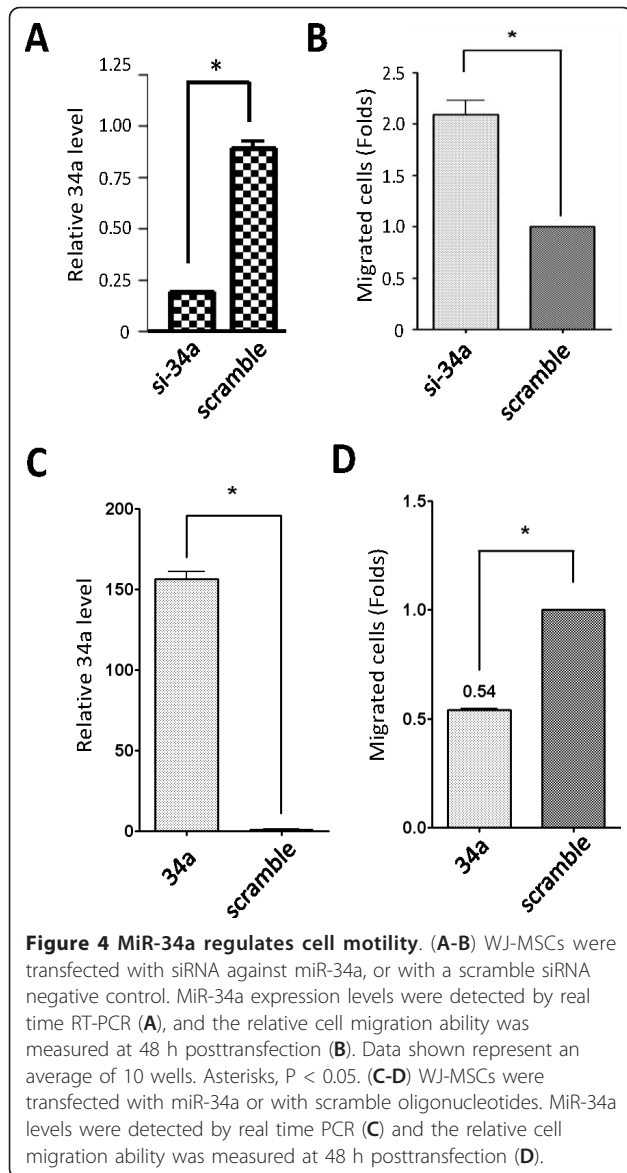 A
B
*
1.25
1.00
0.75
0.50
0.25
0
Relative 34a level
si-34a
scramble
*
2.5
2.0
1.5
1.0
0.5
0
Migrated cells (Folds)
si-34a
scramble
C
D
*
200
150
100
50
0
Relative 34a level
34a
scramble
*
1.5
1.0
0.5
0.0
0.54
Migrated cells (Folds)
34a
scramble
Figure 4 MiR-34a regulates cell motility. (A-B) WJ-MSCs were
transfected with siRNA against miR-34a, or with a scramble siRNA
negative control. MiR-34a expression levels were detected by real
time RT-PCR (A), and the relative cell migration ability was
measured at 48 h posttransfection (B). Data shown represent an
average of 10 wells. Asterisks, P < 0.05. (C-D) WJ-MSCs were
transfected with miR-34a or with scramble oligonucleotides. MiR-34a
levels were detected by real time PCR (C) and the relative cell
migration ability was measured at 48 h posttransfection (D).